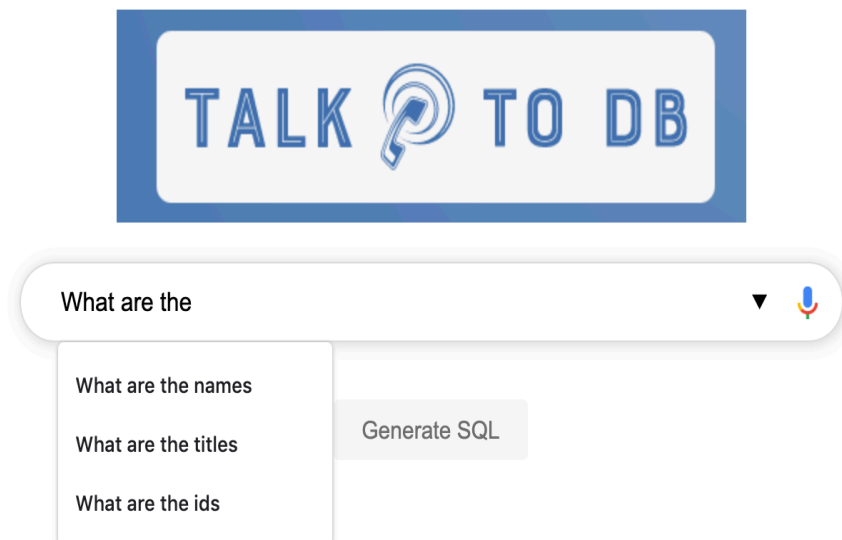 TALK TO DB
What are the
What are the names
Generate SQL
What are the titles
What are the ids